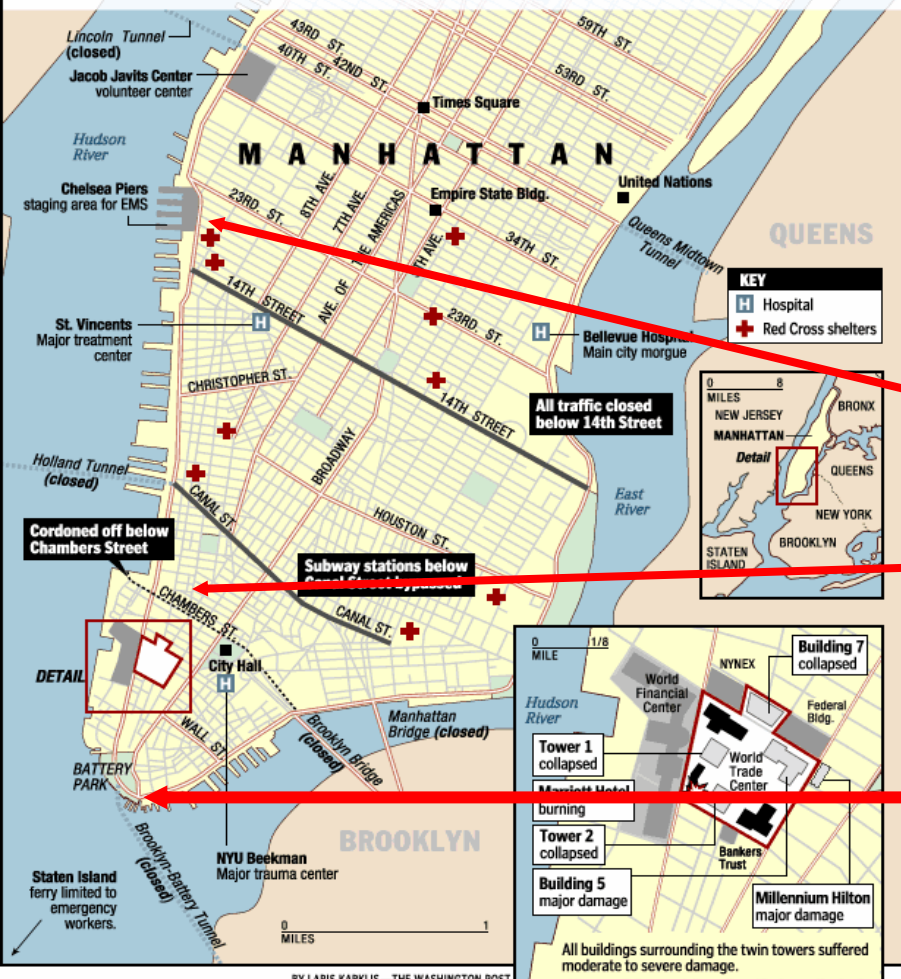 Lincoln Tunnel
(closed)
Jacob Javits Center
volunteer center
43RD ST.
42ND ST.
40TH ST.
59TH ST.
53RD ST.
Times Square
Hudson
River
MANHATTAN
Chelsea Piers
staging area for EMS
23RD. ST.
8TH AVE.
7TH AVE.
AVE. OF THE AMERICAS
Empire State Bldg.
United Nations
34TH ST.
Queens Midtown
Tunnel
QUEENS
KEY
Hospital
Red Cross shelters
14TH STREET
St. Vincents
Major treatment
center
23RD. ST.
Bellevue Hospital
Main city morgue
CHRISTOPHER ST.
14TH STREET
All traffic closed
below 14th Street
0 8
MILES
NEW JERSEY
BRONX
MANHATTAN
Detail
QUEENS
NEW YORK
BROOKLYN
STATEN
ISLAND
BROADWAY
Holland Tunnel
(closed)
CANAL ST.
East
River
HOUSTON ST.
Cordoned off below
Chambers Street
Subway stations below
Canal Street bypassed
CHAMBERS ST.
CANAL ST.
City Hall
DETAIL
WALL ST.
BATTERY
PARK
Brooklyn Bridge
(closed)
Manhattan
Bridge (closed)
BROOKLYN
Brooklyn-Battery Tunnel
(closed)
NYU Beekman
Major trauma center
Staten Island
ferry limited to
emergency
workers.
0 1
MILES
0 1/8
MILE
NYNEX
Building 7
collapsed
World
Financial
Center
Hudson
River
Federal
Bldg.
Tower 1
collapsed
World
Trade
Center
Marriott Hotel
burning
Tower 2
collapsed
Bankers
Trust
Building 5
major damage
Millennium Hilton
major damage
All buildings surrounding the twin towers suffered
moderate to severe damage.
BY LARIS KARKLIS THE WASHINGTON POST